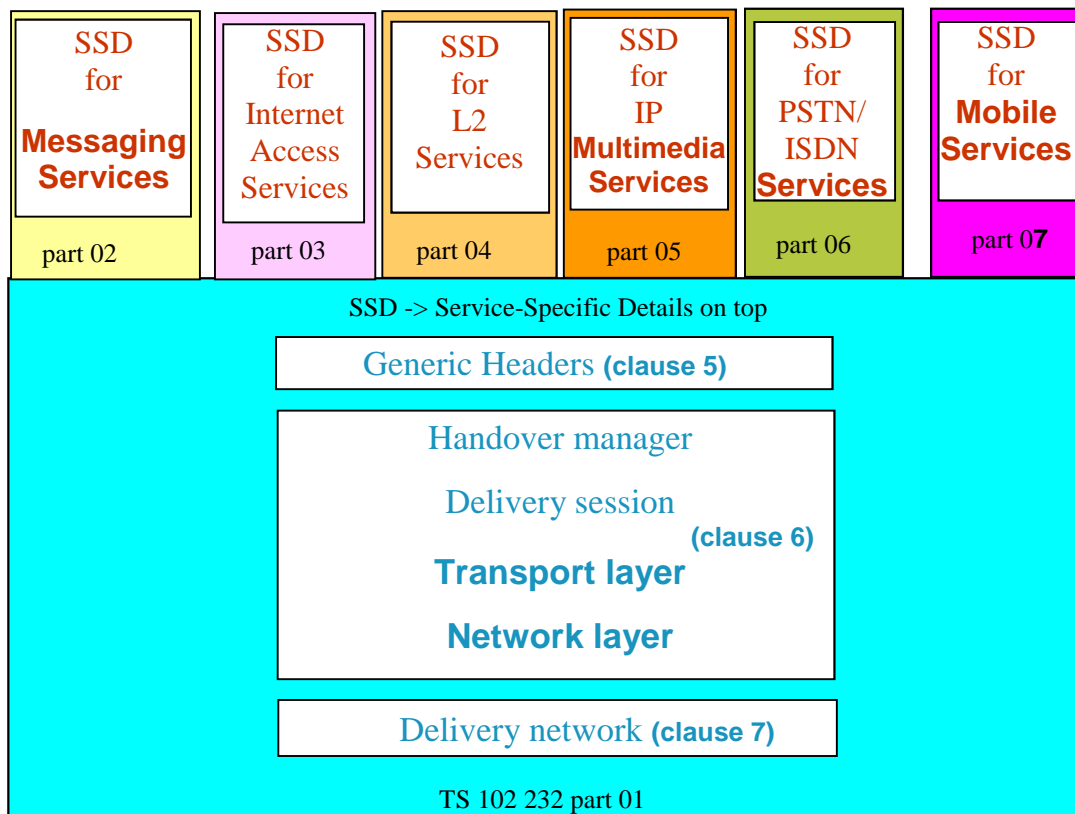 SSD
for
Messaging
Services
part 02
SSD
for
Internet
Access
Services
part 03
SSD
for
L2
Services
part 04
SSD
for
IP
Multimedia
Services
part 05
SSD
for
PSTN/
ISDN
Services
part 06
SSD
for
Mobile
Services
part 07
SSD -> Service-Specific Details on top
Generic Headers (clause 5)
Handover manager
Delivery session
(clause 6)
Transport layer
Network layer
Delivery network (clause 7)
TS 102 232 part 01